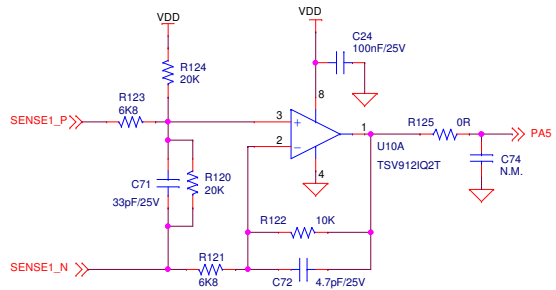 VDD
VDD
C24
100nF/25V
R124
20K
R123
6K8
SENSE1_P
8
3
+
1
R125
0R
PA5
2
-
U10A
TSV912IQ2T
C74
N.M.
4
C71
33pF/25V
R120
20K
R122
10K
SENSE1_N
R121
6K8
C72
4.7pF/25V